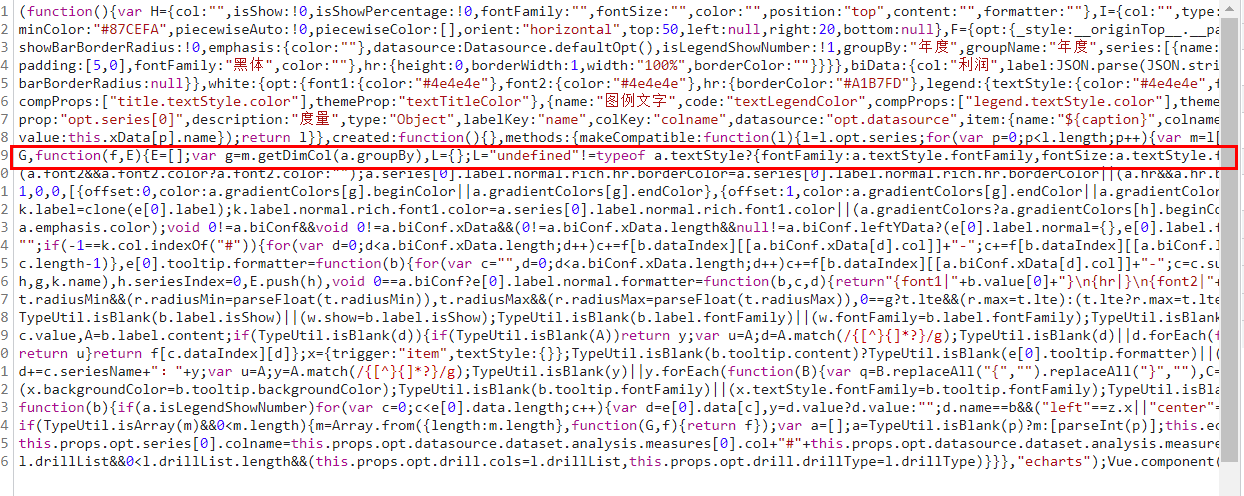 (function(){var H={col:"",isShow:!0,isShowPercentage:!0,fontFamily:"",fontSize:"",color:"",position:"top",content:"",formatter:""},I={col:"",type:
2 minColor:"#87CEFA",piecewiseAuto:!0,piecewiseColor:[],orient:"horizontal",top:50,left:null,right:20,bottom:null},F={opt:{_style:__originTop__.__pa
3 showBarBorderRadius:!0,emphasis:{color:""},datasource:Datasource.defaultOpt(),isLegendShowNumber:!1,groupBy:"年度",groupName:"年度",series:[{name:
4 padding:[5,0],fontFamily:"黑体",color:""},hr:{height:0,borderWidth:1,width:"100%",borderColor:""}}}},biData:{col:"利润",label:JSON.parse(JSON.stri
5 barBorderRadius:null}},white:{opt:{font1:{color:"#4e4e4e"},font2:{color:"#4e4e4e"},hr:{borderColor:"#A1B7FD"},legend:{textStyle:{color:"#4e4e4e",f
6 compProps:["title.textStyle.color"],themeProp:"textTitleColor"},{name:"图例文字",code:"textLegendColor",compProps:["legend.textStyle.color"],theme
7 prop:"opt.series[0]",description:"度量",type:"Object",labelKey:"name",colKey:"colname",datasource:"opt.datasource",item:{name:"${caption}",colname
8 value:this.xData[p].name});return l}},created:function(){},methods:{makeCompatible:function(l){l=l.opt.series;for(var p=0;p<l.length;p++){var m=l[
9 G,function(f,E){E=[];var g=m.getDimCol(a.groupBy),L={};L="undefined"!=typeof a.textStyle?{fontFamily:a.textStyle.fontFamily,fontSize:a.textStyle.f
0 (a.font2&&a.font2.color?a.font2.color:"");a.series[0].label.normal.rich.hr.borderColor=a.series[0].label.normal.rich.hr.borderColor||(a.hr&&a.hr.b
1 1,0,0,[{offset:0,color:a.gradientColors[g].beginColor||a.gradientColors[g].endColor},{offset:1,color:a.gradientColors[g].endColor||a.gradientColor
2 k.label=clone(e[0].label);k.label.normal.rich.font1.color=a.series[0].label.normal.rich.font1.color||(a.gradientColors?a.gradientColors[h].beginCo
3 a.emphasis.color);void 0!=a.biConf&&void 0!=a.biConf.xData&&(0!=a.biConf.xData.length&&null!=a.biConf.leftYData?(e[0].label.normal={},e[0].label.f
4 "";if(-1==k.col.indexOf("#")){for(var d=0;d<a.biConf.xData.length;d++)c+=f[b.dataIndex][[a.biConf.xData[d].col]]+"-";c+=f[b.dataIndex][[a.biConf.l
5 c.length-1)},e[0].tooltip.formatter=function(b){for(var c="",d=0;d<a.biConf.xData.length;d++)c+=f[b.dataIndex][[a.biConf.xData[d].col]]+"-";c=c.su
6 h,g,k.name),h.seriesIndex=0,E.push(h),void 0==a.biConf?e[0].label.normal.formatter=function(b,c,d){return"{font1|"+b.value[0]+"}\n{hr|}\n{font2|"+
7 t.radiusMin&&(r.radiusMin=parseFloat(t.radiusMin)),t.radiusMax&&(r.radiusMax=parseFloat(t.radiusMax)),0==g?t.lte&&(r.max=t.lte):(t.lte?r.max=t.lte
8 TypeUtil.isBlank(b.label.isShow)||(w.show=b.label.isShow);TypeUtil.isBlank(b.label.fontFamily)||(w.fontFamily=b.label.fontFamily);TypeUtil.isBlank
9 c.value,A=b.label.content;if(TypeUtil.isBlank(d)){if(TypeUtil.isBlank(A))return y;var u=A;d=A.match(/{[^}{]*?}/g);TypeUtil.isBlank(d)||d.forEach(f
0 return u}return f[c.dataIndex][d]};x={trigger:"item",textStyle:{}};TypeUtil.isBlank(b.tooltip.content)?TypeUtil.isBlank(e[0].tooltip.formatter)||(
1 d+=c.seriesName+": "+y;var u=A;y=A.match(/{[^}{]*?}/g);TypeUtil.isBlank(y)||y.forEach(function(B){var q=B.replaceAll("{","").replaceAll("}",""),C=
2 (x.backgroundColor=b.tooltip.backgroundColor);TypeUtil.isBlank(b.tooltip.fontFamily)||(x.textStyle.fontFamily=b.tooltip.fontFamily);TypeUtil.isBla
3 function(b){if(a.isLegendShowNumber)for(var c=0;c<e[0].data.length;c++){var d=e[0].data[c],y=d.value?d.value:"";d.name==b&&("left"==z.x||"center"=
4 if(TypeUtil.isArray(m)&&0<m.length){m=Array.from({length:m.length},function(G,f){return f});var a=[];a=TypeUtil.isBlank(p)?m:[parseInt(p)];this.ec
5 this.props.opt.series[0].colname=this.props.opt.datasource.dataset.analysis.measures[0].col+"#"+this.props.opt.datasource.dataset.analysis.measure
6 l.drillList&&0<l.drillList.length&&(this.props.opt.drill.cols=l.drillList,this.props.opt.drill.drillType=l.drillType)}}},"echarts");Vue.component(